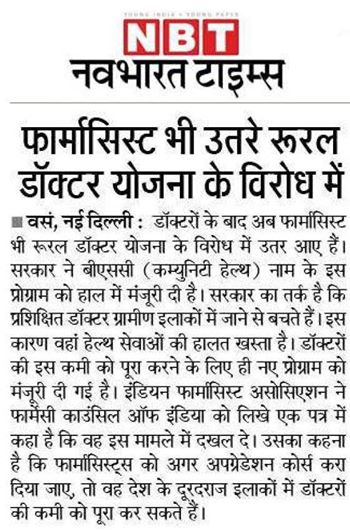 YOUNG INDIA • YOUNG PAPER
NBT
नवभारत टाइम्स
फार्मासिस्ट भी उतरे रूरल
डॉक्टर योजना के विरोध में
■ वसं, नई दिल्ली : डॉक्टरों के बाद अब फार्मासिस्ट
भी रूरल डॉक्टर योजना के विरोध में उतर आए हैं।
सरकार ने बीएससी (कम्युनिटी हेल्थ) नाम के इस
प्रोग्राम को हाल में मंजूरी दी है। सरकार का तर्क है कि
प्रशिक्षित डॉक्टर ग्रामीण इलाकों में जाने से बचते हैं। इस
कारण वहां हेल्थ सेवाओं की हालत खस्ता है। डॉक्टरों
की इस कमी को पूरा करने के लिए ही नए प्रोग्राम को
मंजूरी दी गई है। इंडियन फार्मासिस्ट असोसिएशन ने
फार्मेसी काउंसिल ऑफ इंडिया को लिखे एक पत्र में
कहा है कि वह इस मामले में दखल दे। उसका कहना
है कि फार्मासिस्ट्स को अगर अपग्रेडेशन कोर्स करा
दिया जाए, तो वह देश के दूरदराज इलाकों में डॉक्टरों
की कमी को पूरा कर सकते हैं।